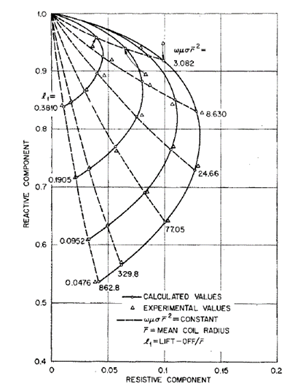 1.0
0.9
0.8
0.7
0.6
0.5
0.4
REACTIVE COMPONENT
ωμσr̄²=
3.082
ℓ₁=
0.3810
8.630
0.1905
24.66
0.0952
77.05
0.0476
329.8
862.8
CALCULATED VALUES
EXPERIMENTAL VALUES
ωμσr̄²=CONSTANT
r̄=MEAN COIL RADIUS
ℓ₁=LIFT-OFF/r̄
0 0.05 0.10 0.15 0.20 0.25
RESISTIVE COMPONENT